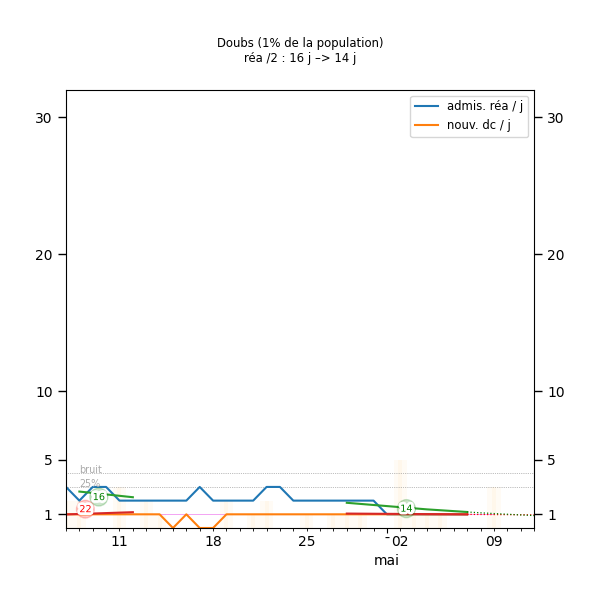 Doubs (1% de la population)
réa /2 : 16 j –> 14 j
admis. réa / j
nouv. dc / j
30 30
20 20
10 10
5 5
bruit
25%
16
22
14
1 1
11 18 25 02 09
mai